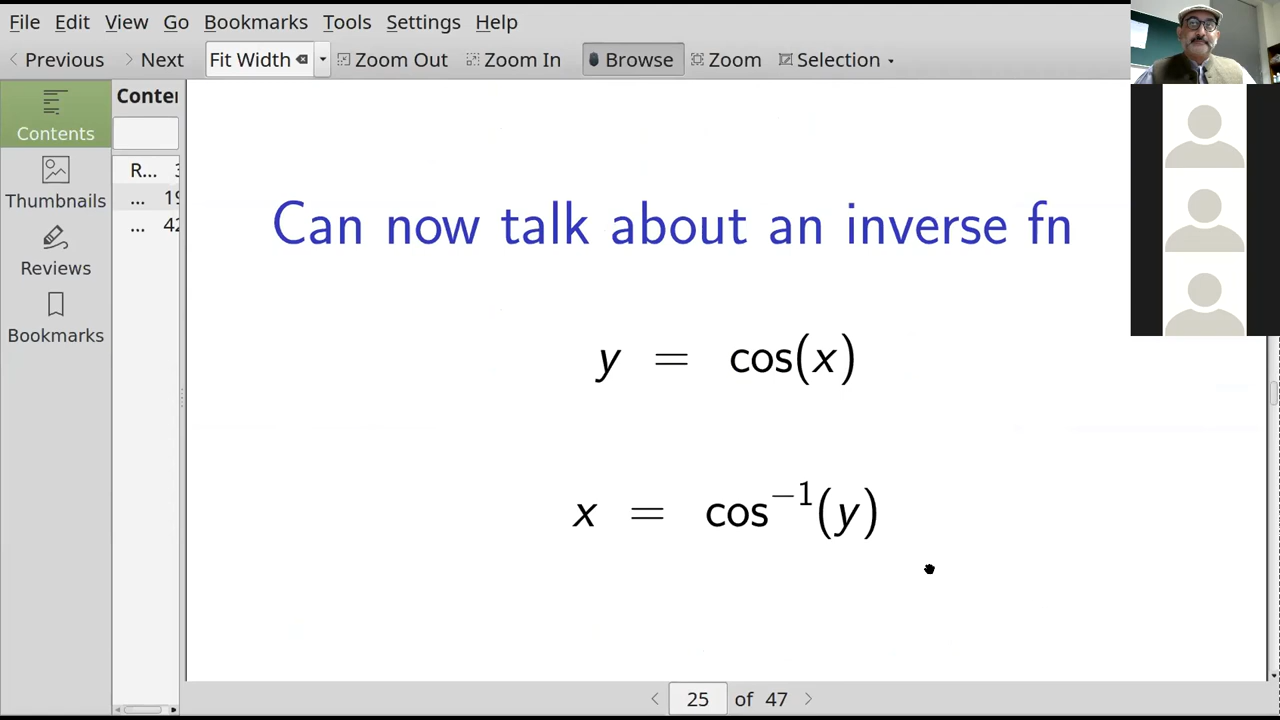 File Edit View Go Bookmarks Tools Settings Help
Previous Next Fit Width Zoom Out Zoom In Browse Zoom Selection
Contents
Thumbnails
Reviews
Bookmarks
R...
...
...
Can now talk about an inverse fn
y = cos(x)
x = cos⁻¹(y)
25 of 47